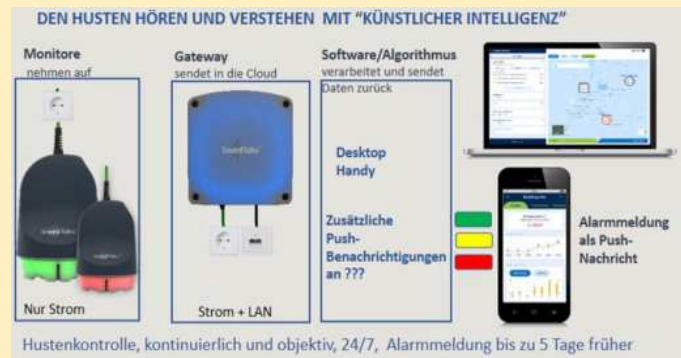 DEN HUSTEN HÖREN UND VERSTEHEN MIT "KÜNSTLICHER INTELLIGENZ"
Monitore
nehmen auf
Gateway
sendet in die Cloud
Software/Algorithmus
verarbeitet und sendet
Daten zurück
SoundTalks
Desktop
Handy
Zusätzliche
Push-
Benachrichtigungen
an ???
Alarmmeldung
als Push-
Nachricht
Nur Strom
Strom + LAN
Hustenkontrolle, kontinuierlich und objektiv, 24/7, Alarmmeldung bis zu 5 Tage früher